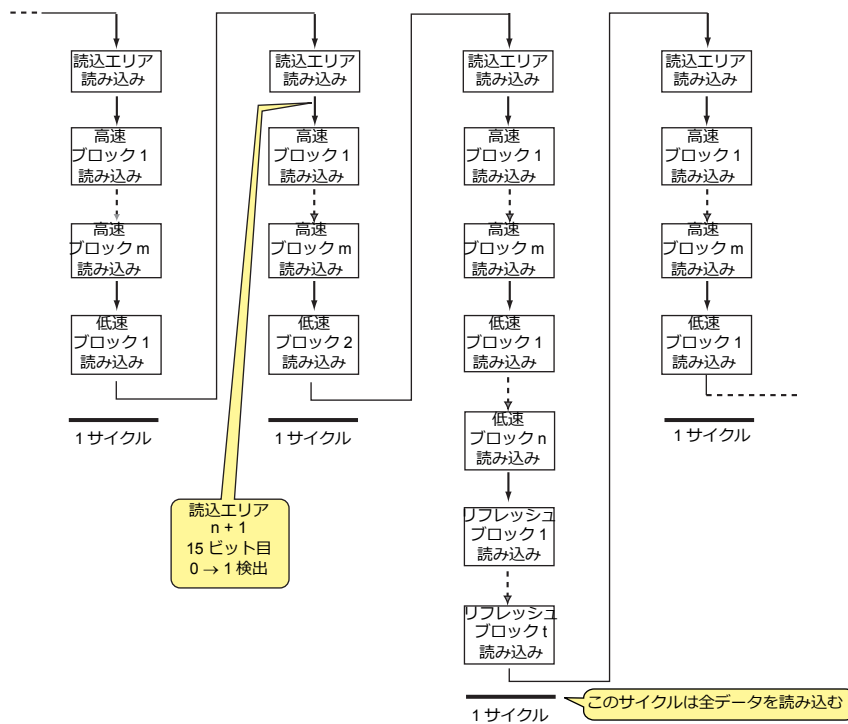 読込エリア
読み込み
高速
ブロック 1
読み込み
高速
ブロック m
読み込み
低速
ブロック 1
読み込み
1 サイクル
読込エリア
読み込み
高速
ブロック 1
読み込み
高速
ブロック m
読み込み
低速
ブロック 2
読み込み
1 サイクル
読込エリア
n + 1
15 ビット目
0 → 1 検出
読込エリア
読み込み
高速
ブロック 1
読み込み
高速
ブロック m
読み込み
低速
ブロック 1
読み込み
低速
ブロック n
読み込み
リフレッシュ
ブロック 1
読み込み
リフレッシュ
ブロック t
読み込み
1 サイクル
このサイクルは全データを読み込む
読込エリア
読み込み
高速
ブロック 1
読み込み
高速
ブロック m
読み込み
低速
ブロック 1
読み込み
1 サイクル